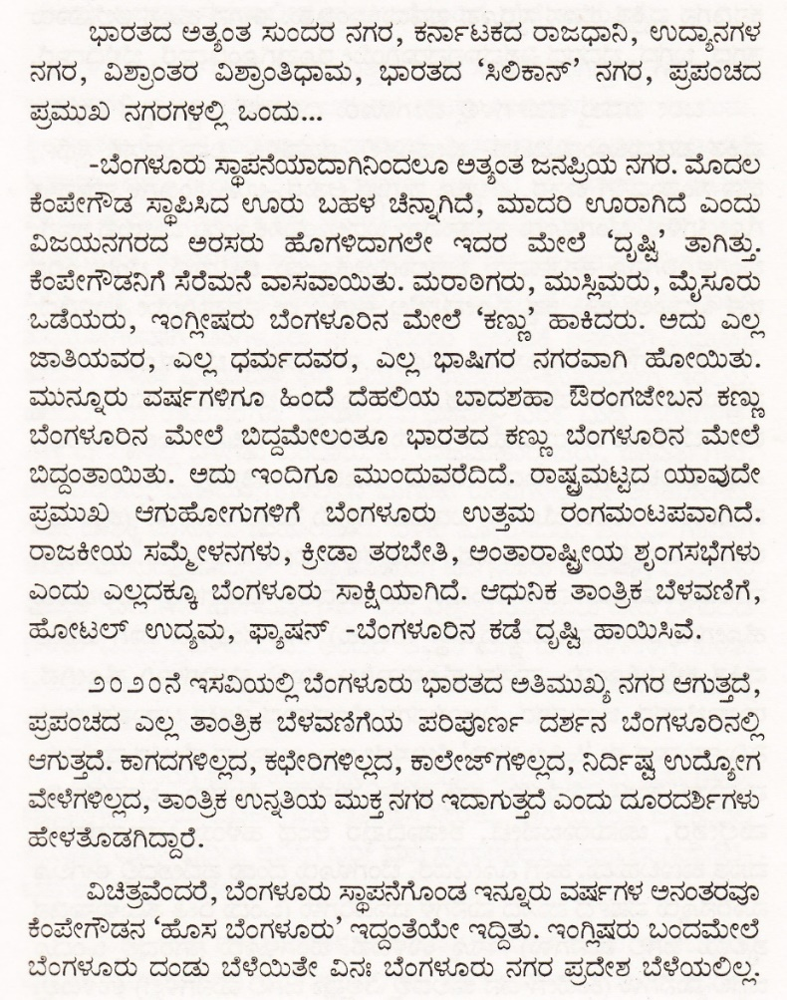 ಭಾರತದ ಅತ್ಯಂತ ಸುಂದರ ನಗರ, ಕರ್ನಾಟಕದ ರಾಜಧಾನಿ, ಉದ್ಯಾನಗಳ
ನಗರ, ವಿಶ್ರಾಂತರ ವಿಶ್ರಾಂತಿಧಾಮ, ಭಾರತದ ‘ಸಿಲಿಕಾನ್’ ನಗರ, ಪ್ರಪಂಚದ
ಪ್ರಮುಖ ನಗರಗಳಲ್ಲಿ ಒಂದು...
-ಬೆಂಗಳೂರು ಸ್ಥಾಪನೆಯಾದಾಗಿನಿಂದಲೂ ಅತ್ಯಂತ ಜನಪ್ರಿಯ ನಗರ. ಮೊದಲ
ಕೆಂಪೇಗೌಡ ಸ್ಥಾಪಿಸಿದ ಊರು ಬಹಳ ಚೆನ್ನಾಗಿದೆ, ಮಾದರಿ ಊರಾಗಿದೆ ಎಂದು
ವಿಜಯನಗರದ ಅರಸರು ಹೊಗಳಿದಾಗಲೇ ಇದರ ಮೇಲೆ ‘ದೃಷ್ಟಿ’ ತಾಗಿತ್ತು.
ಕೆಂಪೇಗೌಡನಿಗೆ ಸೆರೆಮನೆ ವಾಸವಾಯಿತು. ಮರಾಠಿಗರು, ಮುಸ್ಲಿಮರು, ಮೈಸೂರು
ಒಡೆಯರು, ಇಂಗ್ಲೀಷರು ಬೆಂಗಳೂರಿನ ಮೇಲೆ ‘ಕಣ್ಣು’ ಹಾಕಿದರು. ಅದು ಎಲ್ಲ
ಜಾತಿಯವರ, ಎಲ್ಲ ಧರ್ಮದವರ, ಎಲ್ಲ ಭಾಷಿಗರ ನಗರವಾಗಿ ಹೋಯಿತು.
ಮುನ್ನೂರು ವರ್ಷಗಳಿಗೂ ಹಿಂದೆ ದೆಹಲಿಯ ಬಾದಶಹಾ ಔರಂಗಜೇಬನ ಕಣ್ಣು
ಬೆಂಗಳೂರಿನ ಮೇಲೆ ಬಿದ್ದಮೇಲಂತೂ ಭಾರತದ ಕಣ್ಣು ಬೆಂಗಳೂರಿನ ಮೇಲೆ
ಬಿದ್ದಂತಾಯಿತು. ಅದು ಇಂದಿಗೂ ಮುಂದುವರೆದಿದೆ. ರಾಷ್ಟ್ರಮಟ್ಟದ ಯಾವುದೇ
ಪ್ರಮುಖ ಆಗುಹೋಗುಗಳಿಗೆ ಬೆಂಗಳೂರು ಉತ್ತಮ ರಂಗಮಂಟಪವಾಗಿದೆ.
ರಾಜಕೀಯ ಸಮ್ಮೇಳನಗಳು, ಕ್ರೀಡಾ ತರಬೇತಿ, ಅಂತಾರಾಷ್ಟ್ರೀಯ ಶೃಂಗಸಭೆಗಳು
ಎಂದು ಎಲ್ಲದಕ್ಕೂ ಬೆಂಗಳೂರು ಸಾಕ್ಷಿಯಾಗಿದೆ. ಆಧುನಿಕ ತಾಂತ್ರಿಕ ಬೆಳವಣಿಗೆ,
ಹೋಟಲ್ ಉದ್ಯಮ, ಫ್ಯಾಷನ್ -ಬೆಂಗಳೂರಿನ ಕಡೆ ದೃಷ್ಟಿ ಹಾಯಿಸಿವೆ.
೨೦೨೦ನೆ ಇಸವಿಯಲ್ಲಿ ಬೆಂಗಳೂರು ಭಾರತದ ಅತಿಮುಖ್ಯ ನಗರ ಆಗುತ್ತದೆ,
ಪ್ರಪಂಚದ ಎಲ್ಲ ತಾಂತ್ರಿಕ ಬೆಳವಣಿಗೆಯ ಪರಿಪೂರ್ಣ ದರ್ಶನ ಬೆಂಗಳೂರಿನಲ್ಲಿ
ಆಗುತ್ತದೆ. ಕಾಗದಗಳಿಲ್ಲದ, ಕಛೇರಿಗಳಿಲ್ಲದ, ಕಾಲೇಜ್‌ಗಳಿಲ್ಲದ, ನಿರ್ದಿಷ್ಟ ಉದ್ಯೋಗ
ವೇಳೆಗಳಿಲ್ಲದ, ತಾಂತ್ರಿಕ ಉನ್ನತಿಯ ಮುಕ್ತ ನಗರ ಇದಾಗುತ್ತದೆ ಎಂದು ದೂರದರ್ಶಿಗಳು
ಹೇಳತೊಡಗಿದ್ದಾರೆ.
ವಿಚಿತ್ರವೆಂದರೆ, ಬೆಂಗಳೂರು ಸ್ಥಾಪನೆಗೊಂಡ ಇನ್ನೂರು ವರ್ಷಗಳ ಅನಂತರವೂ
ಕೆಂಪೇಗೌಡನ ‘ಹೊಸ ಬೆಂಗಳೂರು’ ಇದ್ದಂತೆಯೇ ಇದ್ದಿತು. ಇಂಗ್ಲಿಷರು ಬಂದಮೇಲೆ
ಬೆಂಗಳೂರು ದಂಡು ಬೆಳೆಯಿತೇ ವಿನಃ ಬೆಂಗಳೂರು ನಗರ ಪ್ರದೇಶ ಬೆಳೆಯಲಿಲ್ಲ.